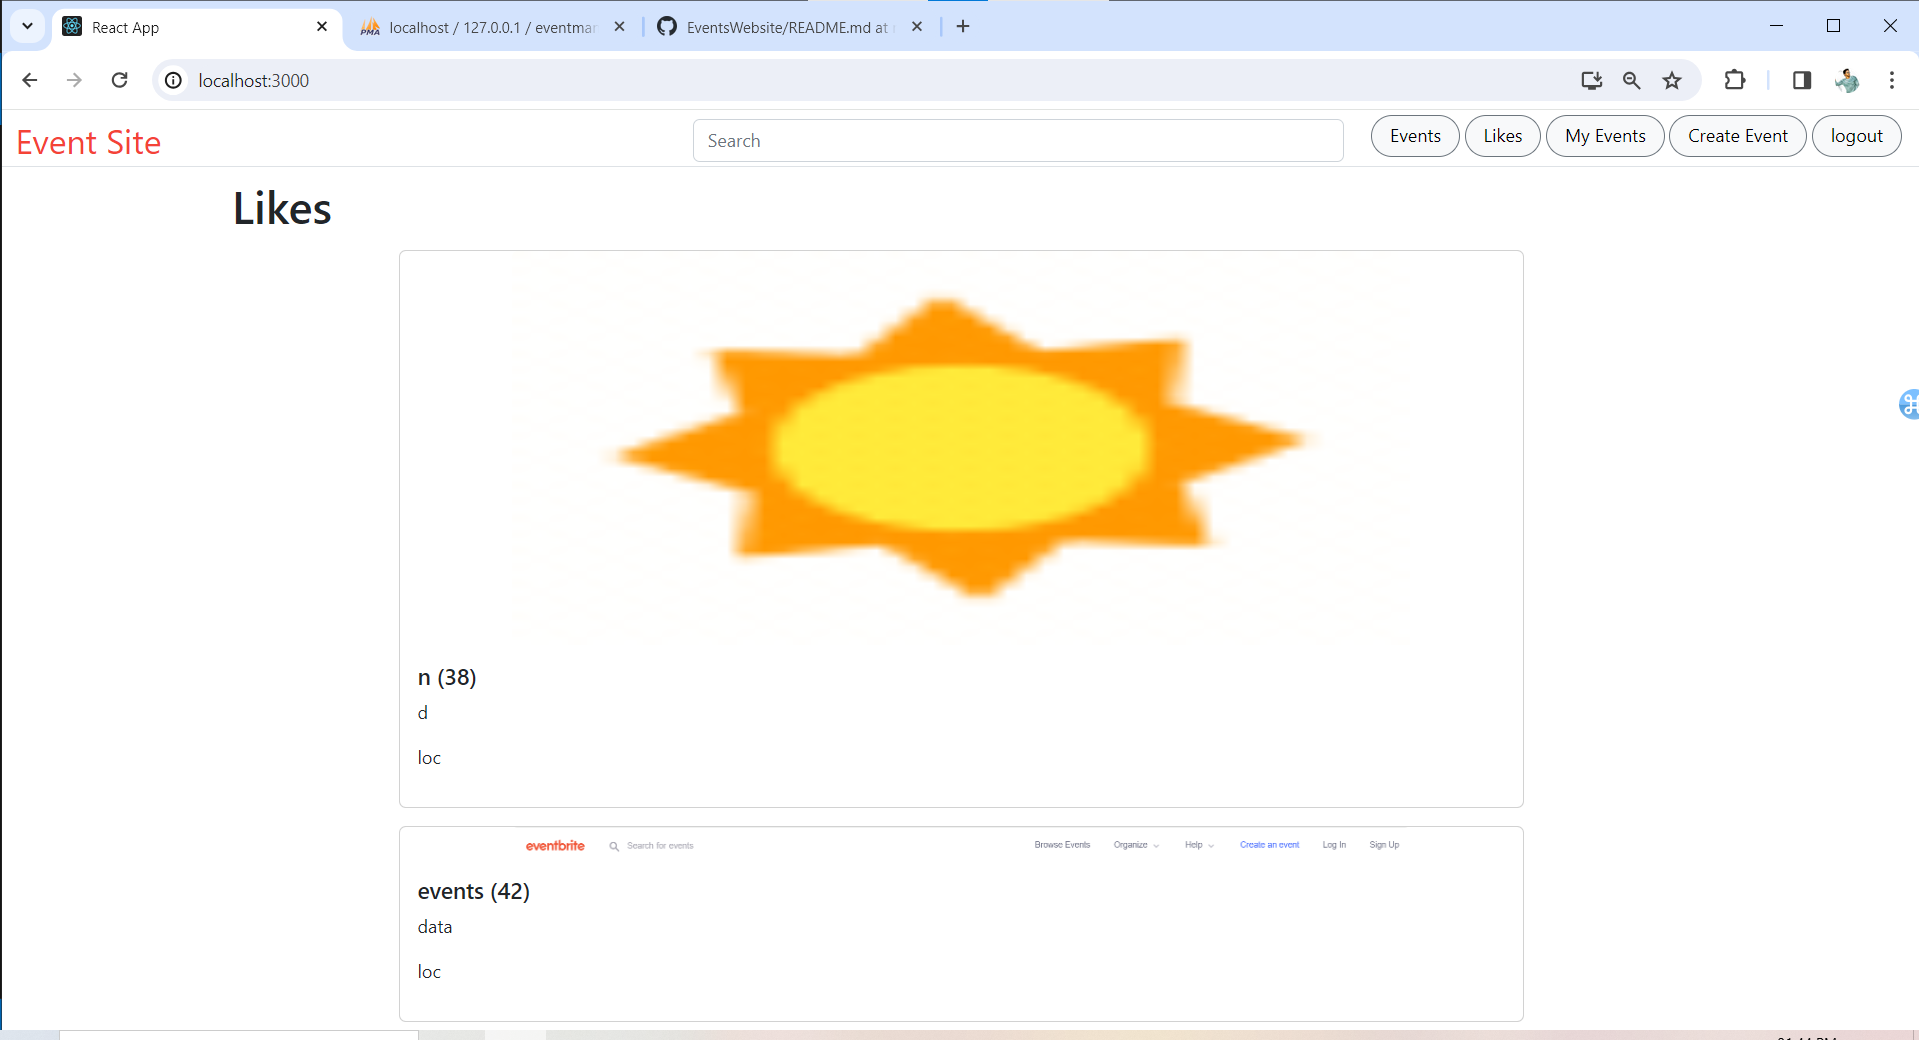 React App
PMA localhost / 127.0.0.1 / eventmar
EventsWebsite/README.md at
localhost:3000
Event Site
Search
Events
Likes
My Events
Create Event
logout
Likes
n (38)
d
loc
eventbrite
Search for events
Browse Events
Organize
Help
Create an event
Log In
Sign Up
events (42)
data
loc